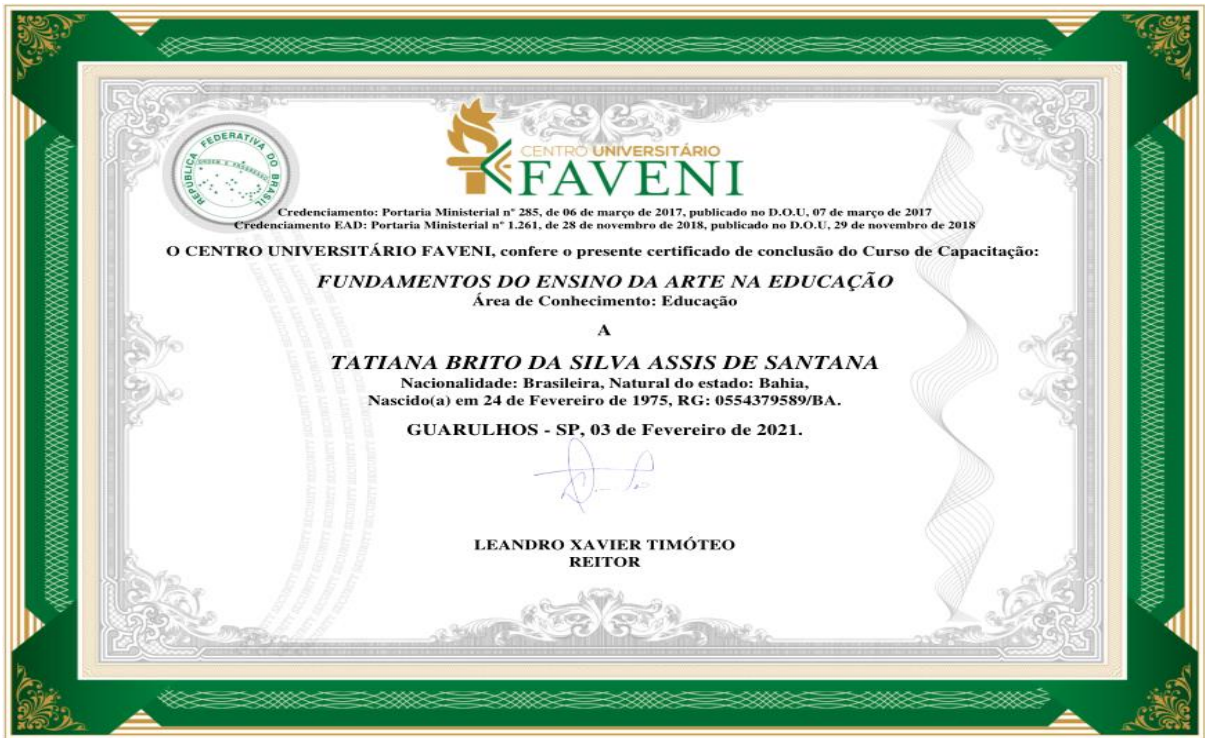 REPÚBLICA FEDERATIVA DO BRASIL
ORDEM E PROGRESSO
CENTRO UNIVERSITÁRIO
FAVENI
Credenciamento: Portaria Ministerial nº 285, de 06 de março de 2017, publicado no D.O.U, 07 de março de 2017
Credenciamento EAD: Portaria Ministerial nº 1.261, de 28 de novembro de 2018, publicado no D.O.U, 29 de novembro de 2018
O CENTRO UNIVERSITÁRIO FAVENI, confere o presente certificado de conclusão do Curso de Capacitação:
FUNDAMENTOS DO ENSINO DA ARTE NA EDUCAÇÃO
Área de Conhecimento: Educação
A
TATIANA BRITO DA SILVA ASSIS DE SANTANA
Nacionalidade: Brasileira, Natural do estado: Bahia,
Nascido(a) em 24 de Fevereiro de 1975, RG: 0554379589/BA.
GUARULHOS - SP, 03 de Fevereiro de 2021.
LEANDRO XAVIER TIMÓTEO
REITOR